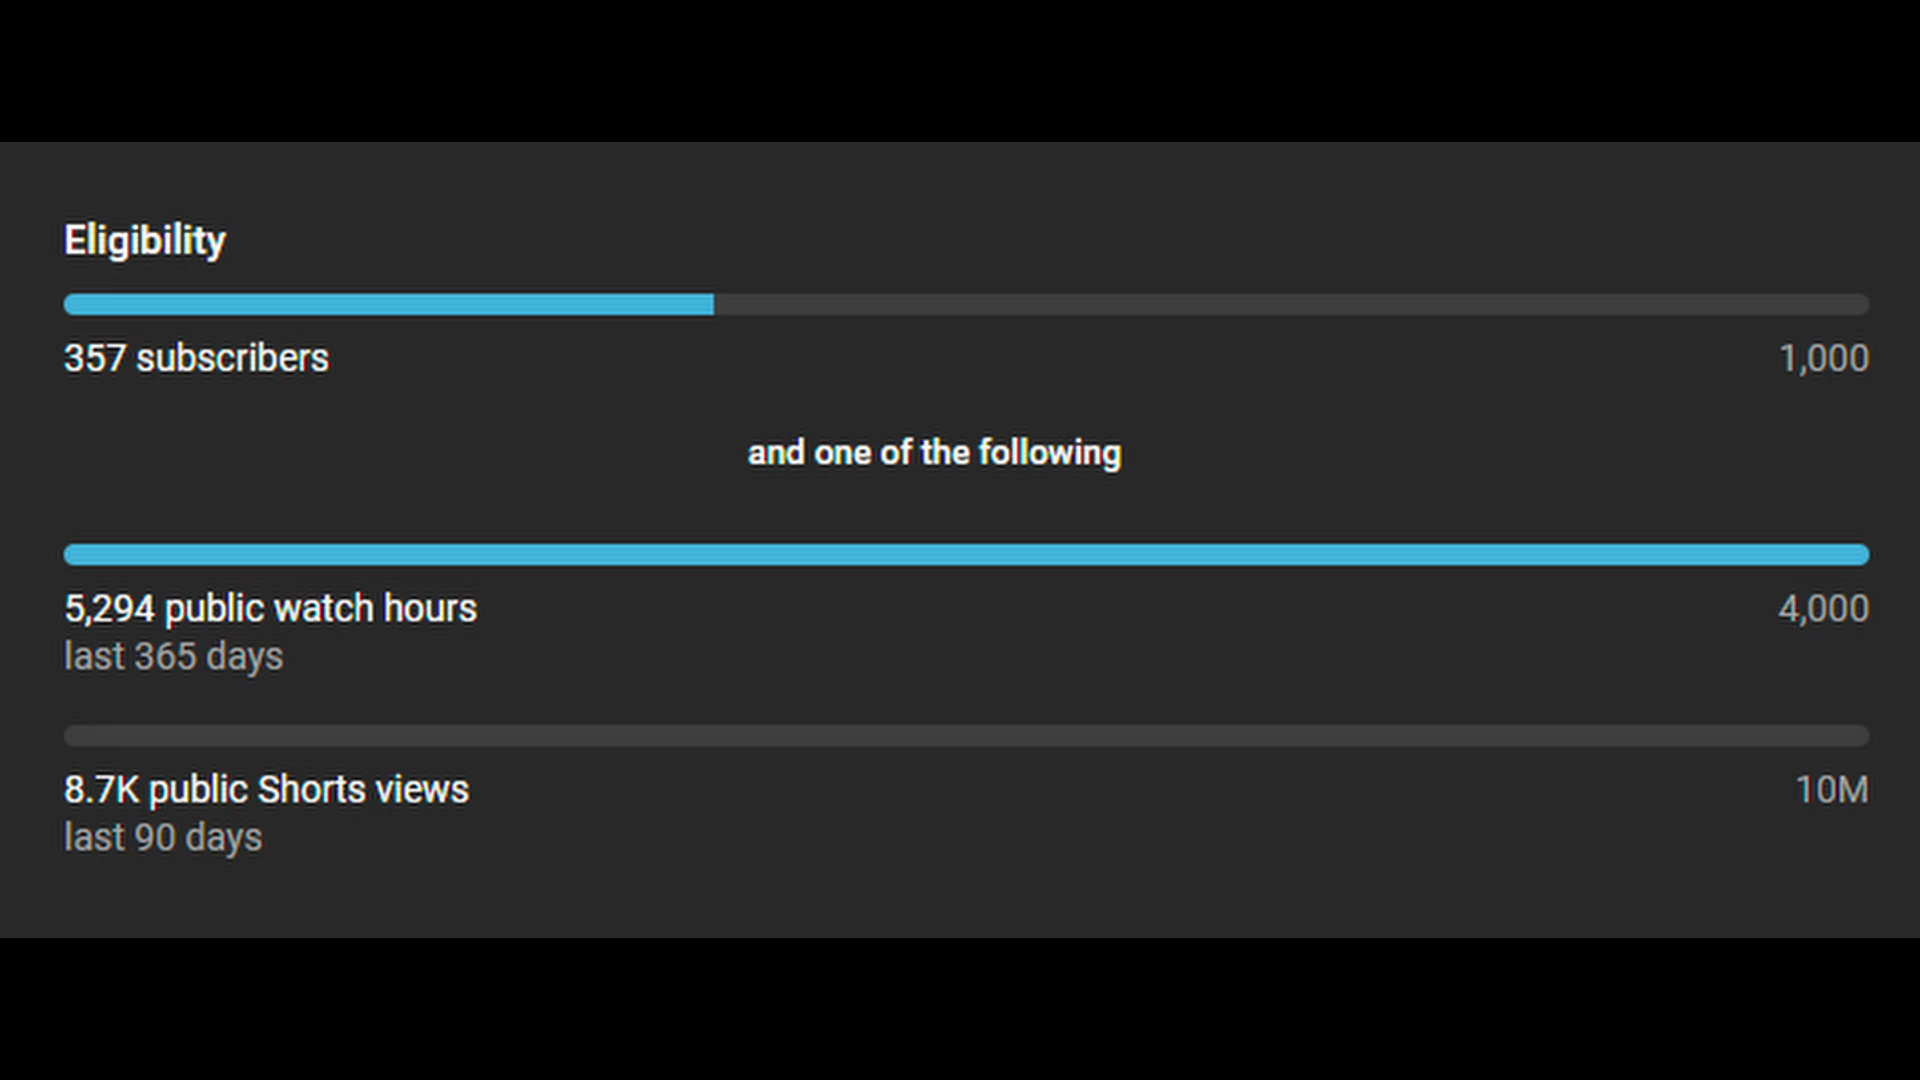 Eligibility
357 subscribers 1,000
and one of the following
5,294 public watch hours 4,000
last 365 days
8.7K public Shorts views 10M
last 90 days